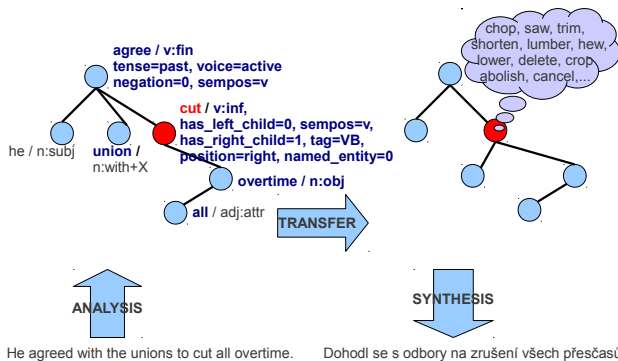 agree / v:fin
tense=past, voice=active
negation=0, sempos=v
he / n:subj
union /
n:with+X
cut / v:inf,
has_left_child=0, sempos=v,
has_right_child=1, tag=VB,
position=right, named_entity=0
overtime / n:obj
all / adj:attr
TRANSFER
chop, saw, trim,
shorten, lumber, hew,
lower, delete, crop
abolish, cancel,...
ANALYSIS
SYNTHESIS
He agreed with the unions to cut all overtime.
Dohodl se s odbory na zrušení všech přesčasů